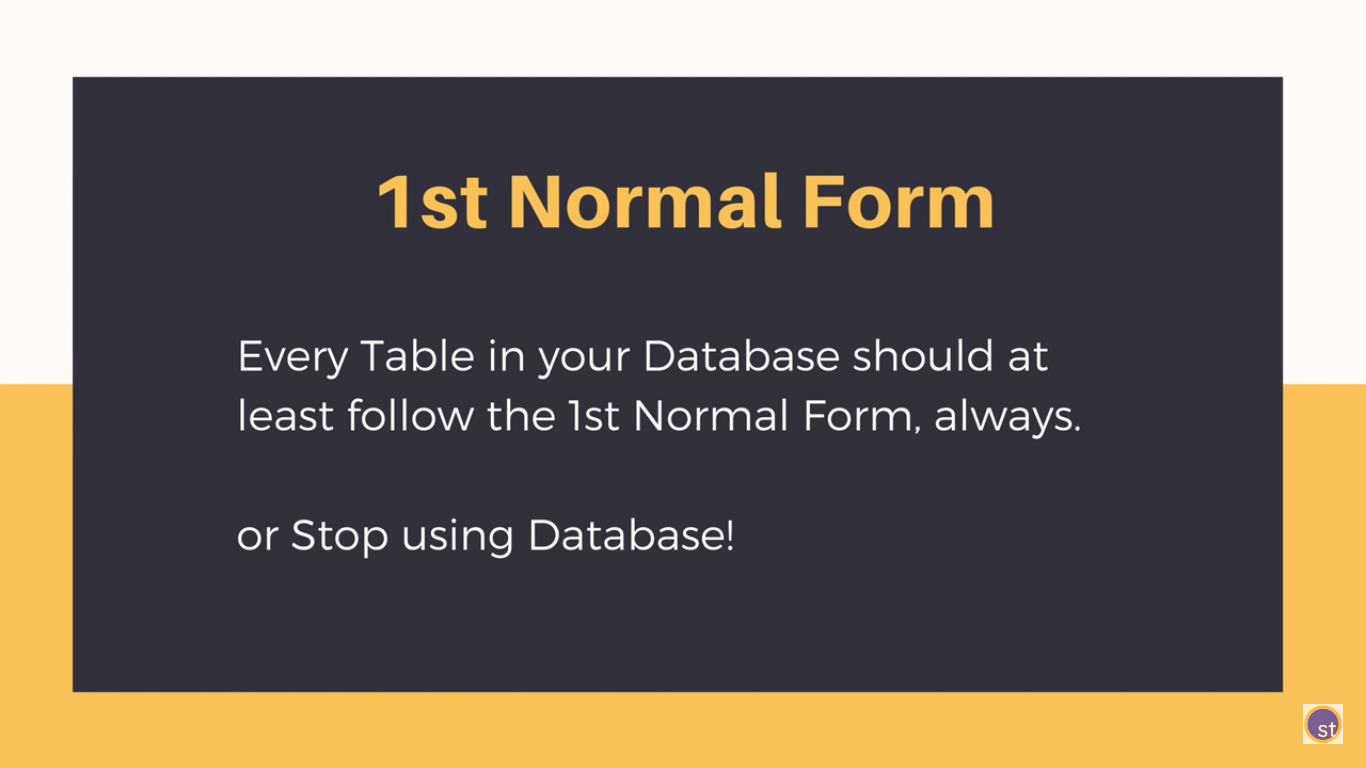 1st Normal Form
Every Table in your Database should at
least follow the 1st Normal Form, always.
or Stop using Database!
st